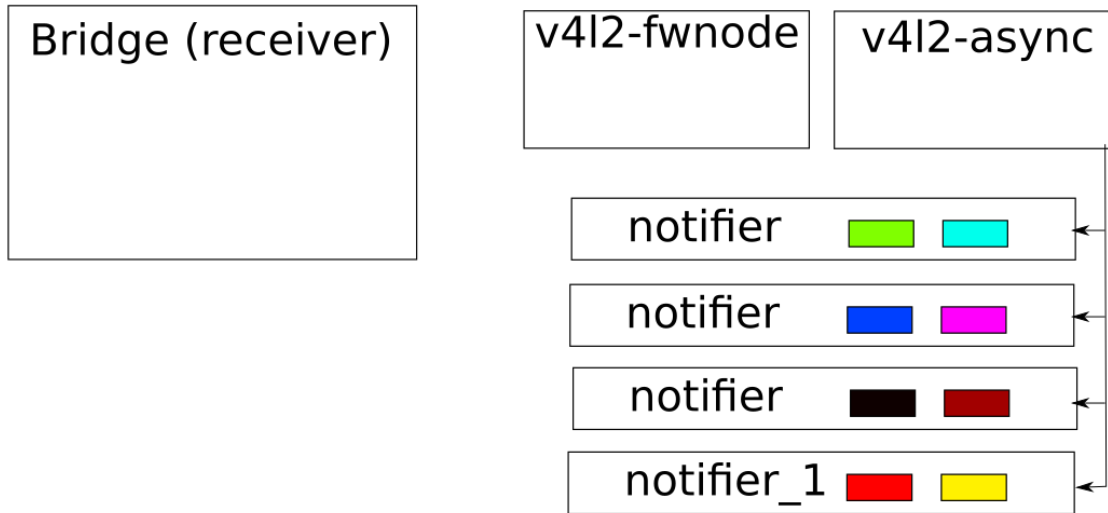 Bridge (receiver)
v4l2-fwnode
v4l2-async
notifier
notifier
notifier
notifier_1